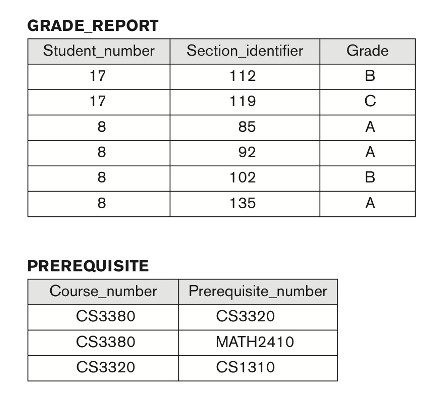 GRADE_REPORT
Student_number Section_identifier Grade
17 112 B
17 119 C
8 85 A
8 92 A
8 102 B
8 135 A
PREREQUISITE
Course_number Prerequisite_number
CS3380 CS3320
CS3380 MATH2410
CS3320 CS1310